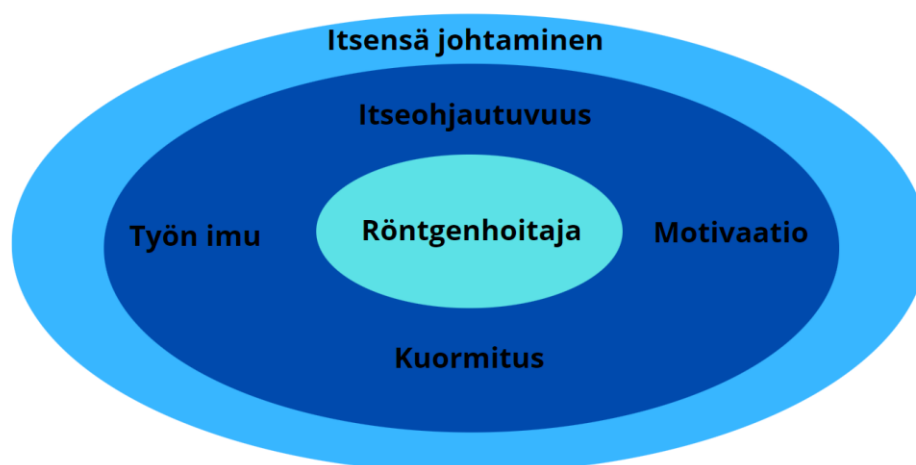 Itsensä johtaminen
Itseohjautuvuus
Työn imu
Röntgenhoitaja
Motivaatio
Kuormitus